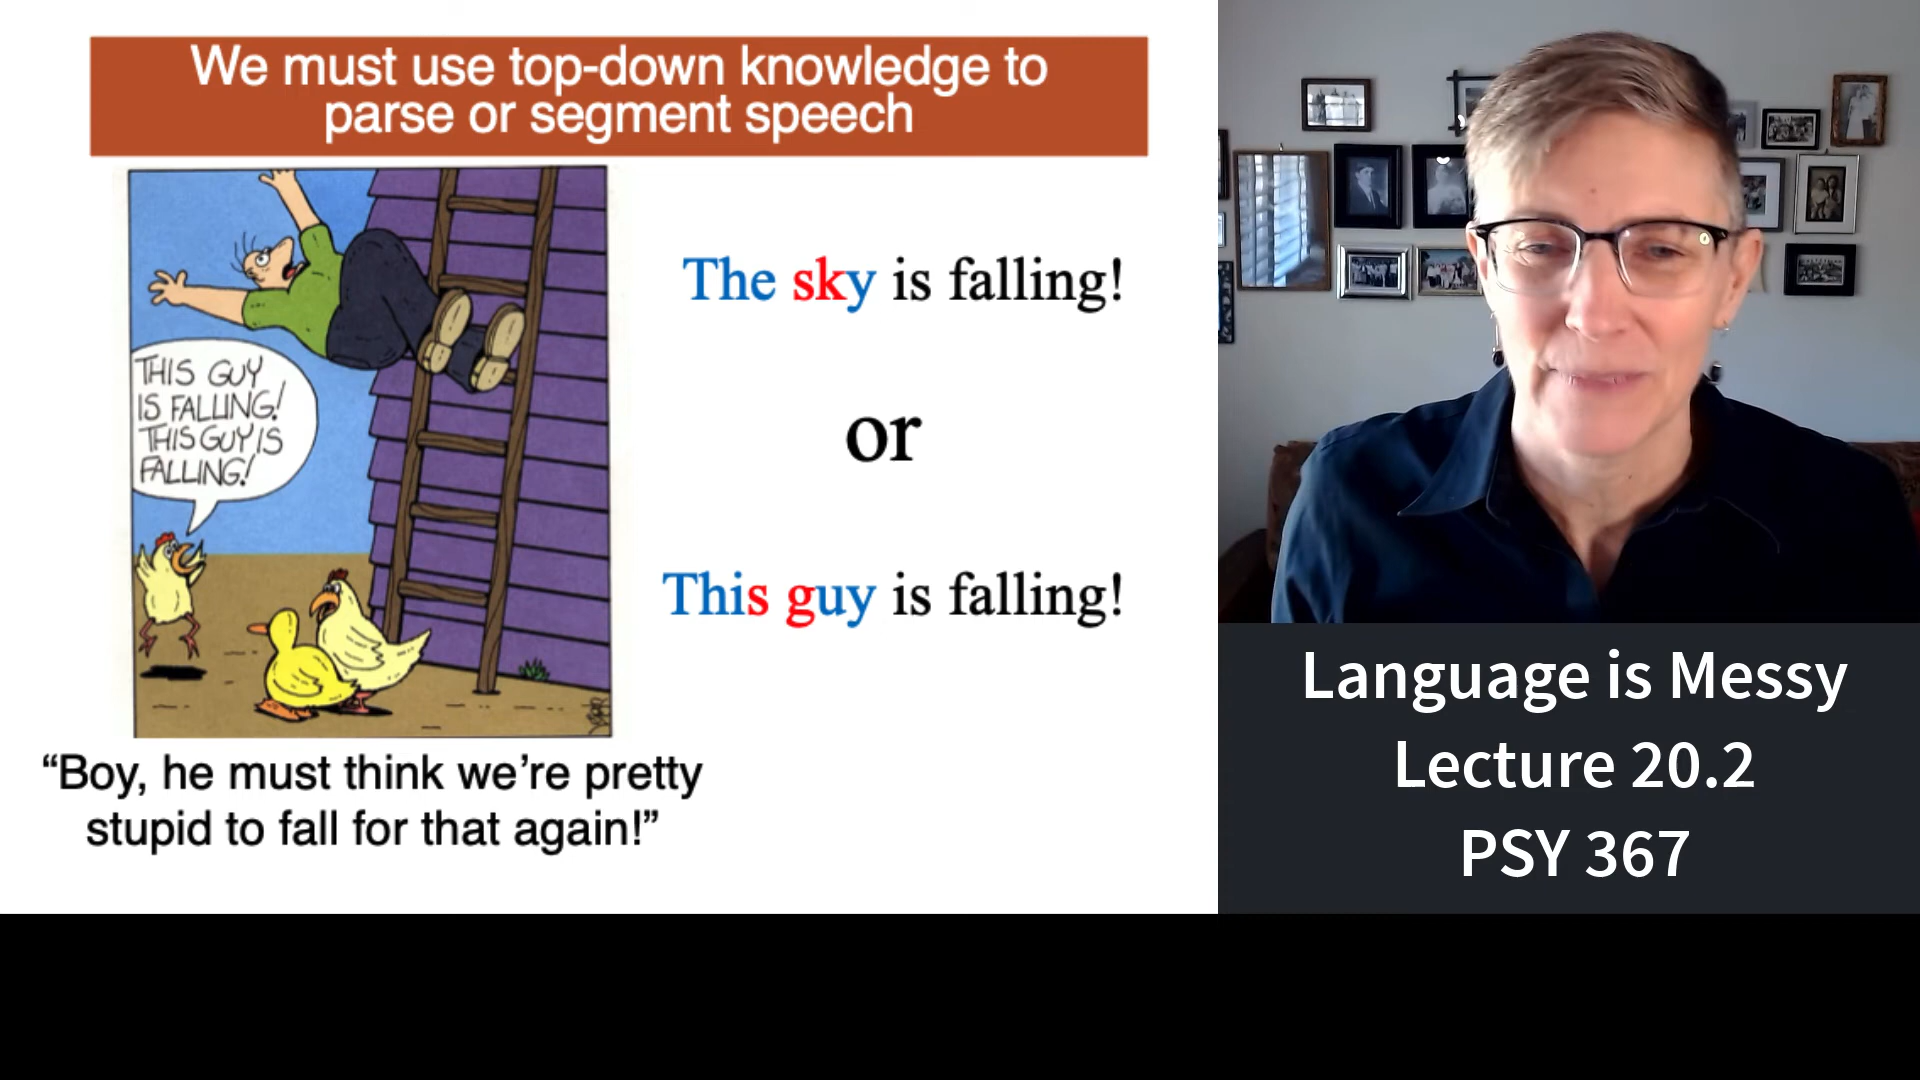 We must use top-down knowledge to
parse or segment speech
THIS GUY
IS FALLING!
THIS GUY IS
FALLING!
The sky is falling!
or
This guy is falling!
“Boy, he must think we’re pretty
stupid to fall for that again!”
Language is Messy
Lecture 20.2
PSY 367